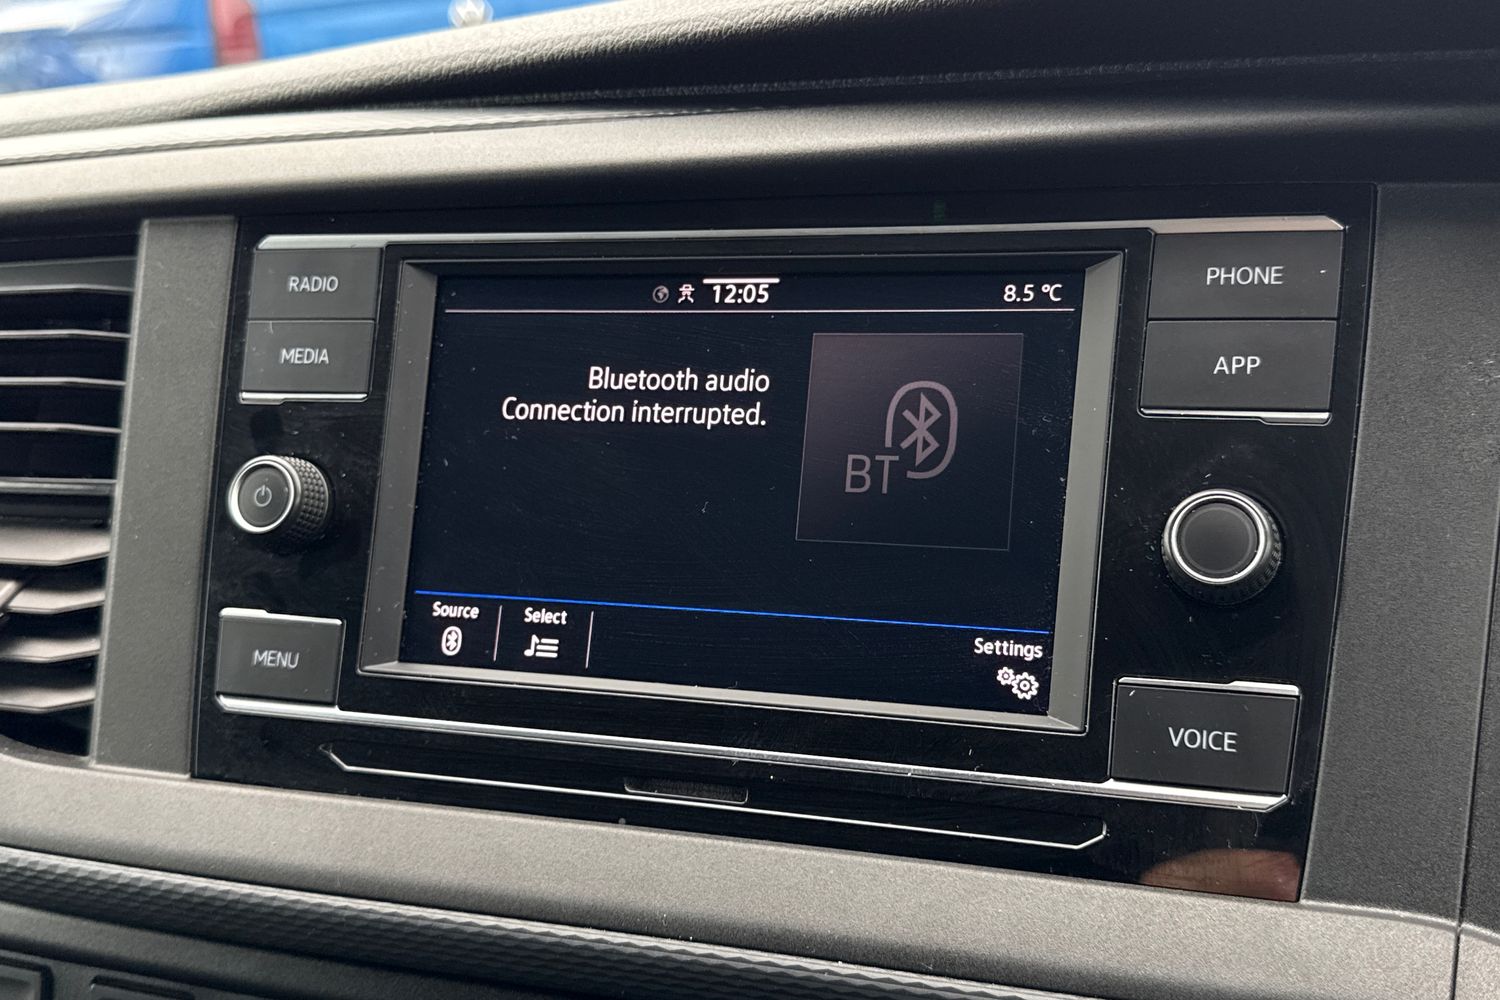 RADIO
MEDIA
MENU
12:05
8.5 °C
Bluetooth audio
Connection interrupted.
BT
Source
Select
Settings
PHONE
APP
VOICE